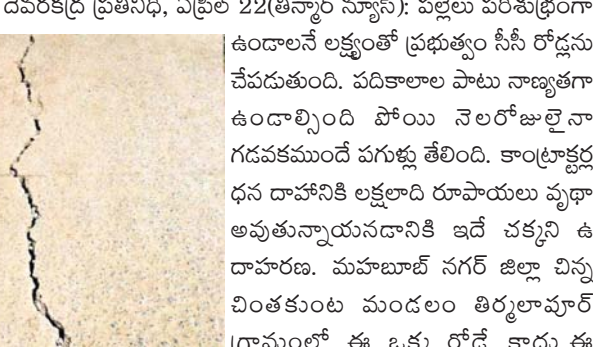 దేవరకద్ర ప్రతినిధి, ఏప్రిల్ 22(తీన్మార్ న్యూస్): పల్లెలు పరిశుభ్రంగా
ఉండాలనే లక్ష్యంతో ప్రభుత్వం సీసీ రోడ్లను
చేపడుతుంది. పదికాలాల పాటు నాణ్యతగా
ఉండాల్సింది పోయి నెలరోజులైనా
గడవకముందే పగుళ్లు తేలింది. కాంట్రాక్టర్ల
ధన దాహానికి లక్షలాది రూపాయలు వృథా
అవుతున్నాయనడానికి ఇదే చక్కని ఉ
దాహరణ. మహబూబ్ నగర్ జిల్లా చిన్న
చింతకుంట మండలం తిర్మలాపూర్
గ్రామంలో ఈ ఒక్క రోడ్డే కాదు ఈ